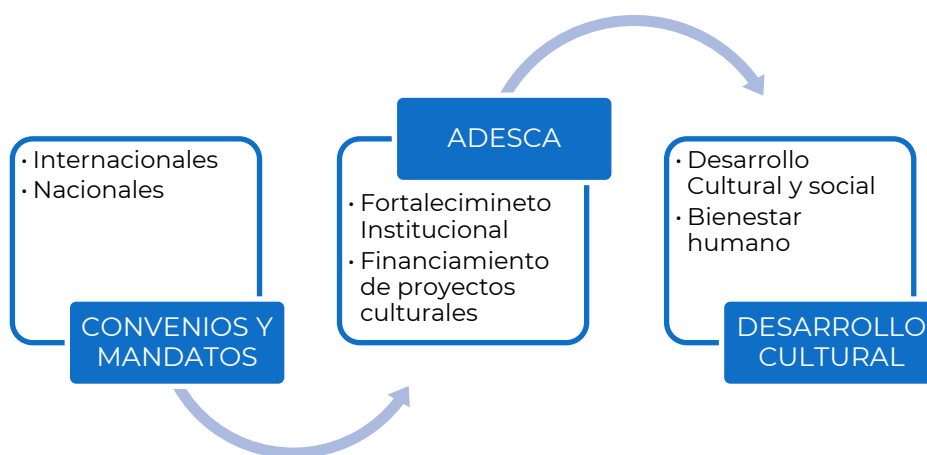 · Internacionales
· Nacionales
CONVENIOS Y
MANDATOS
ADESCA
· Fortalecimineto
Institucional
· Financiamiento
de proyectos
culturales
· Desarrollo
Cultural y social
· Bienestar
humano
DESARROLLO
CULTURAL